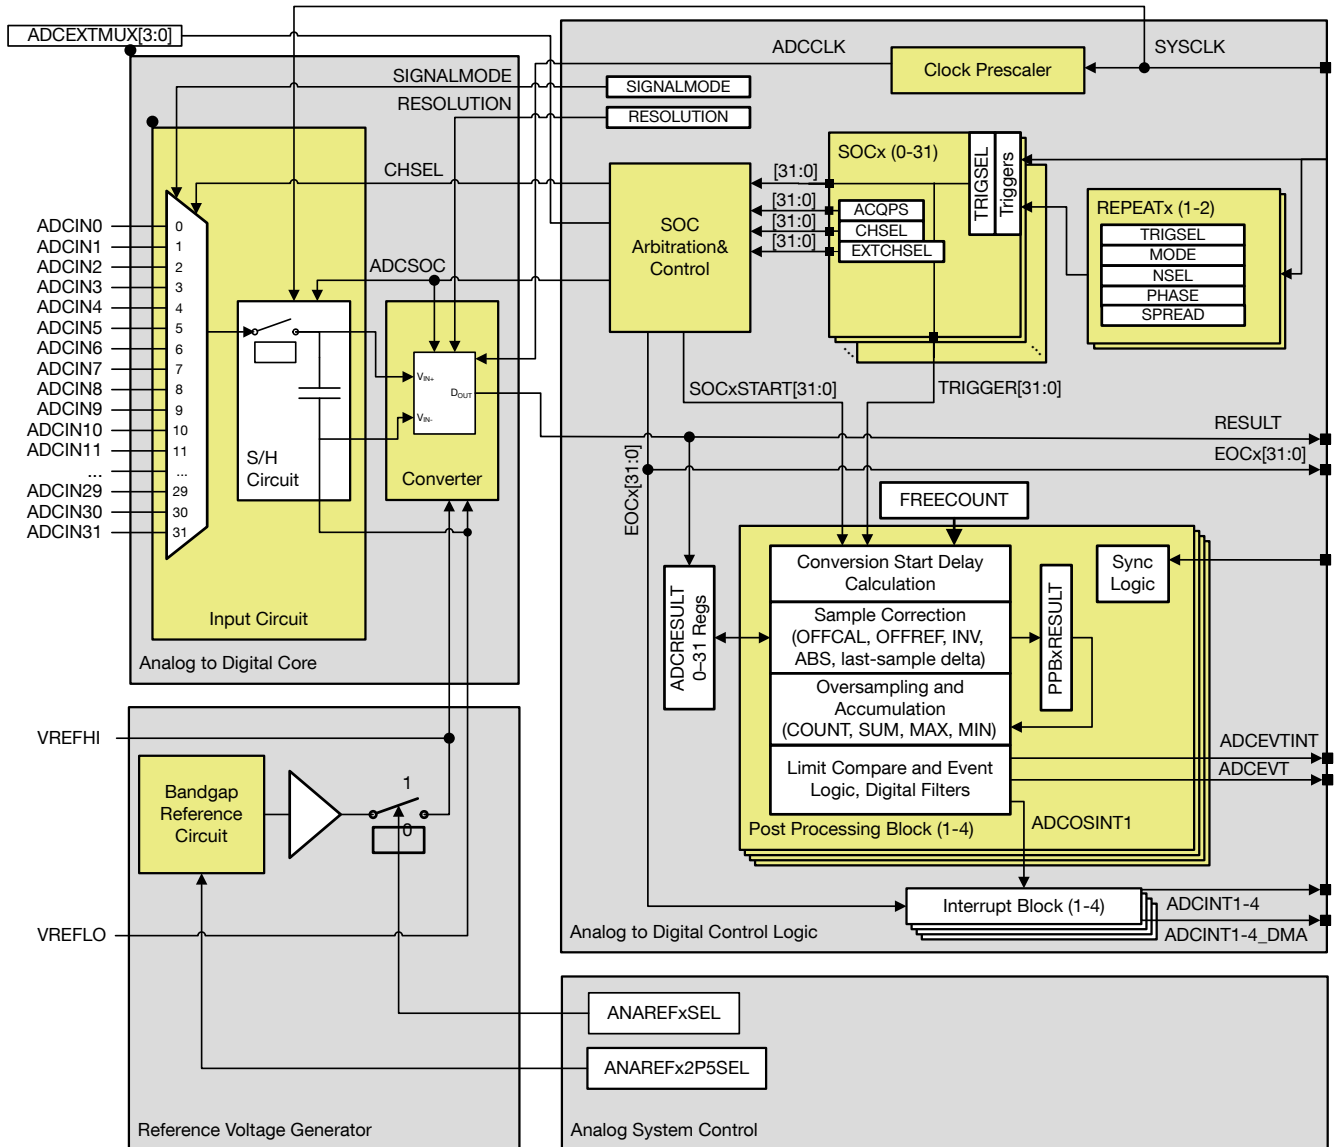 ADCEXTMUX[3:0]
ADCCLK
SYSCLK
Clock Prescaler
SIGNALMODE
SIGNALMODE
RESOLUTION
RESOLUTION
CHSEL
ADCSOC
SOC
Arbitration&
Control
[31:0]
[31:0]
[31:0]
[31:0]
SOCx (0-31)
TRIGSEL
Triggers
ACQPS
CHSEL
EXTCHSEL
REPEATx (1-2)
TRIGSEL
MODE
NSEL
PHASE
SPREAD
ADCIN0
ADCIN1
ADCIN2
ADCIN3
ADCIN4
ADCIN5
ADCIN6
ADCIN7
ADCIN8
ADCIN9
ADCIN10
ADCIN11
...
ADCIN29
ADCIN30
ADCIN31
0
1
2
3
4
5
6
7
8
9
10
11
...
29
30
31
S/H
Circuit
VIN+
VIN-
DOUT
Converter
Input Circuit
Analog to Digital Core
SOCxSTART[31:0]
TRIGGER[31:0]
EOCx[31:0]
RESULT
EOCx[31:0]
FREECOUNT
ADCRESULT
0–31 Regs
Conversion Start Delay
Calculation
Sample Correction
(OFFCAL, OFFREF, INV,
ABS, last-sample delta)
Oversampling and
Accumulation
(COUNT, SUM, MAX, MIN)
Limit Compare and Event
Logic, Digital Filters
PPBxRESULT
Sync
Logic
Post Processing Block (1-4)
ADCEVTINT
ADCEVT
ADCOSINT1
Interrupt Block (1-4)
ADCINT1-4
ADCINT1-4_DMA
Analog to Digital Control Logic
VREFHI
Bandgap
Reference
Circuit
1
0
VREFLO
Reference Voltage Generator
ANAREFxSEL
ANAREFx2P5SEL
Analog System Control